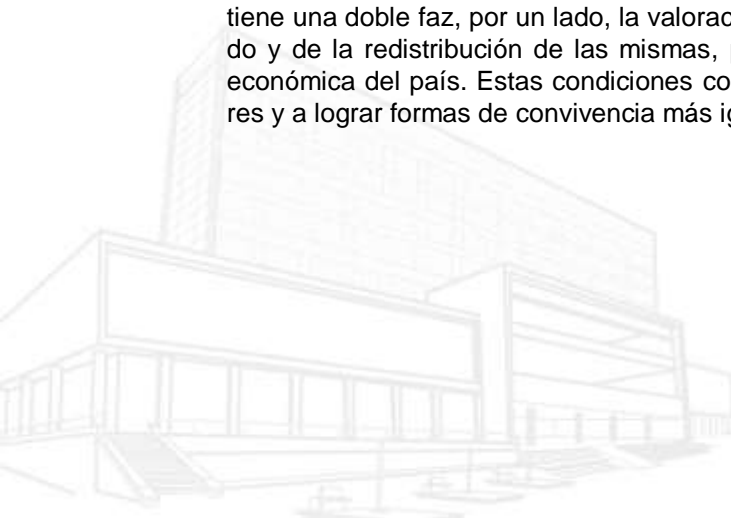 tiene una doble faz, por un lado, la valorac
do y de la redistribución de las mismas,
económica del país. Estas condiciones co
res y a lograr formas de convivencia más ig